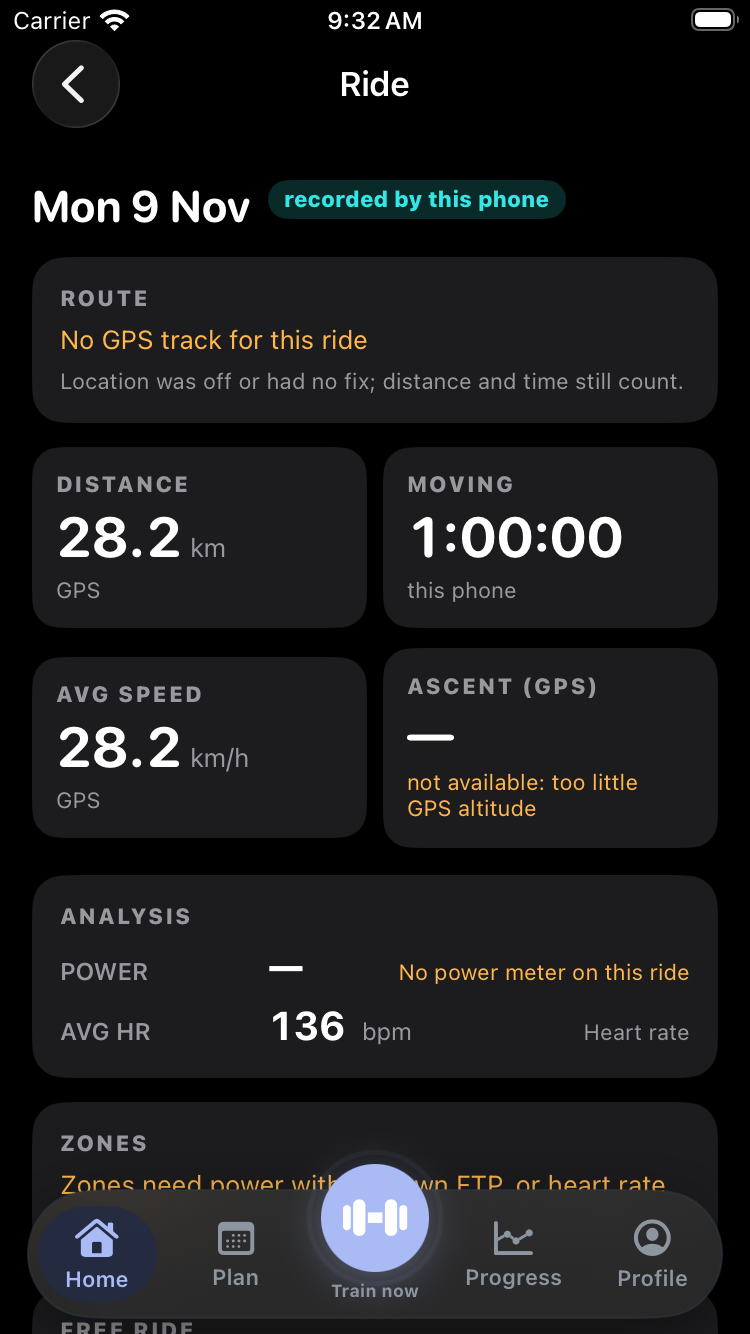 Carrier
9:32 AM
Ride
Mon 9 Nov
recorded by this phone
ROUTE
No GPS track for this ride
Location was off or had no fix; distance and time still count.
DISTANCE
28.2 km
GPS
MOVING
1:00:00
this phone
AVG SPEED
28.2 km/h
GPS
ASCENT (GPS)
—
not available: too little
GPS altitude
ANALYSIS
POWER — No power meter on this ride
AVG HR 136 bpm Heart rate
ZONES
Zones need power with wn FTP, or heart rate
Home
Plan
Train now
Progress
Profile
FREE RIDE